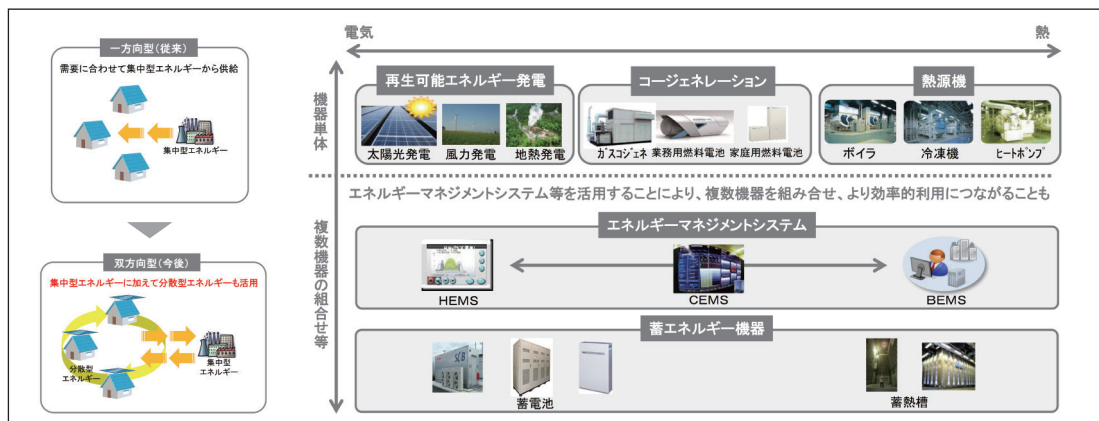 一方向型(従来)
需要に合わせて集中型エネルギーから供給
集中型エネルギー
双方向型(今後)
集中型エネルギーに加えて分散型エネルギーも活用
分散型
エネルギー
集中型
エネルギー
電気
熱
機器単体
複数機器の組合せ等
再生可能エネルギー発電
太陽光発電
風力発電
地熱発電
コージェネレーション
ガスコジェネ
業務用燃料電池
家庭用燃料電池
熱源機
ボイラ
冷凍機
ヒートポンプ
エネルギーマネジメントシステム等を活用することにより、複数機器を組み合せ、より効率的利用につながることも
エネルギーマネジメントシステム
HEMS
CEMS
BEMS
蓄エネルギー機器
蓄電池
蓄熱槽